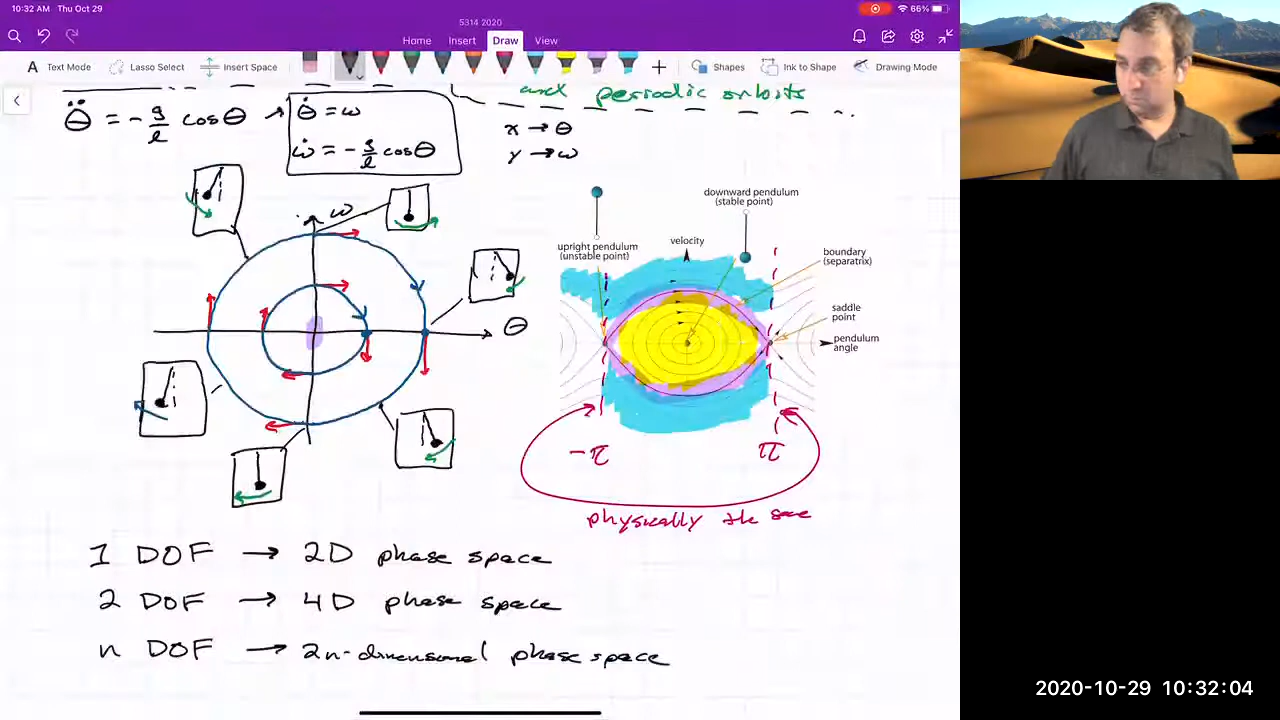 10:32 AM Thu Oct 29
66%
5314 2020
Home Insert Draw View
A Text Mode Lasso Select Insert Space + Shapes Ink to Shape Drawing Mode
and periodic orbits
θ̈ = - g/l cosθ → θ̇ = ω
ω̇ = - g/l cosθ
x → θ
y → ω
ω
θ
downward pendulum
(stable point)
upright pendulum
(unstable point)
velocity
boundary
(separatrix)
saddle
point
pendulum
angle
-π
π
physically the same
1 DOF → 2D phase space
2 DOF → 4D phase space
n DOF → 2n-dimensional phase space
2020-10-29 10:32:04